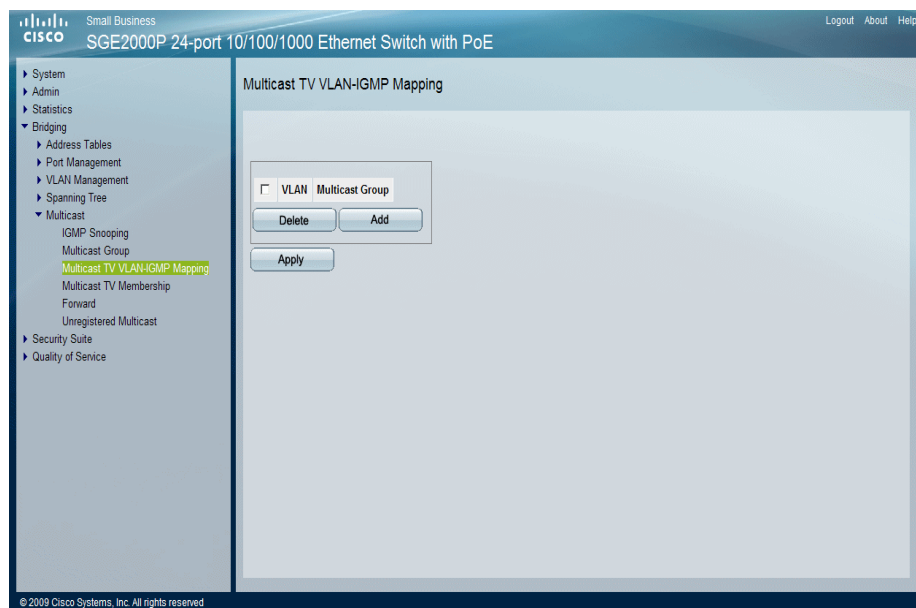 Small Business
CISCO
SGE2000P 24-port 10/100/1000 Ethernet Switch with PoE
Logout About Help
System
Admin
Statistics
Bridging
Address Tables
Port Management
VLAN Management
Spanning Tree
Multicast
IGMP Snooping
Multicast Group
Multicast TV VLAN-IGMP Mapping
Multicast TV Membership
Forward
Unregistered Multicast
Security Suite
Quality of Service
Multicast TV VLAN-IGMP Mapping
VLAN Multicast Group
Delete Add
Apply
© 2009 Cisco Systems, Inc. All rights reserved